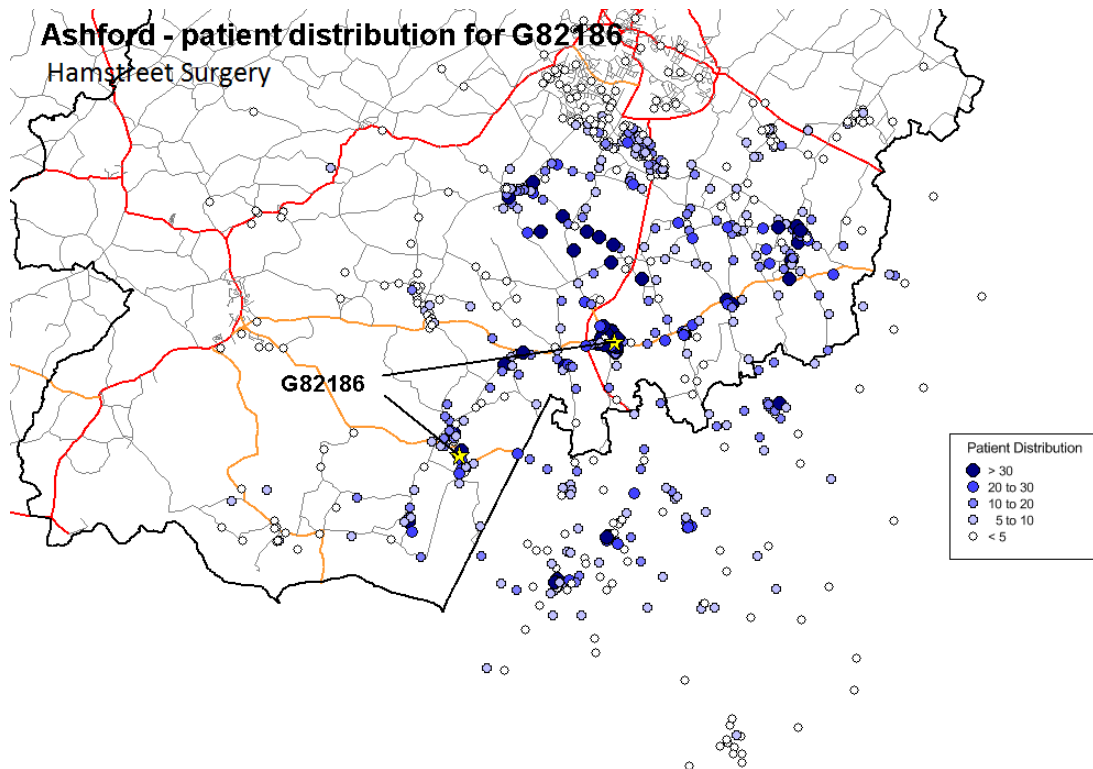 Ashford - patient distribution for G82186
Hamstreet Surgery
G82186
Patient Distribution
> 30
20 to 30
10 to 20
5 to 10
< 5